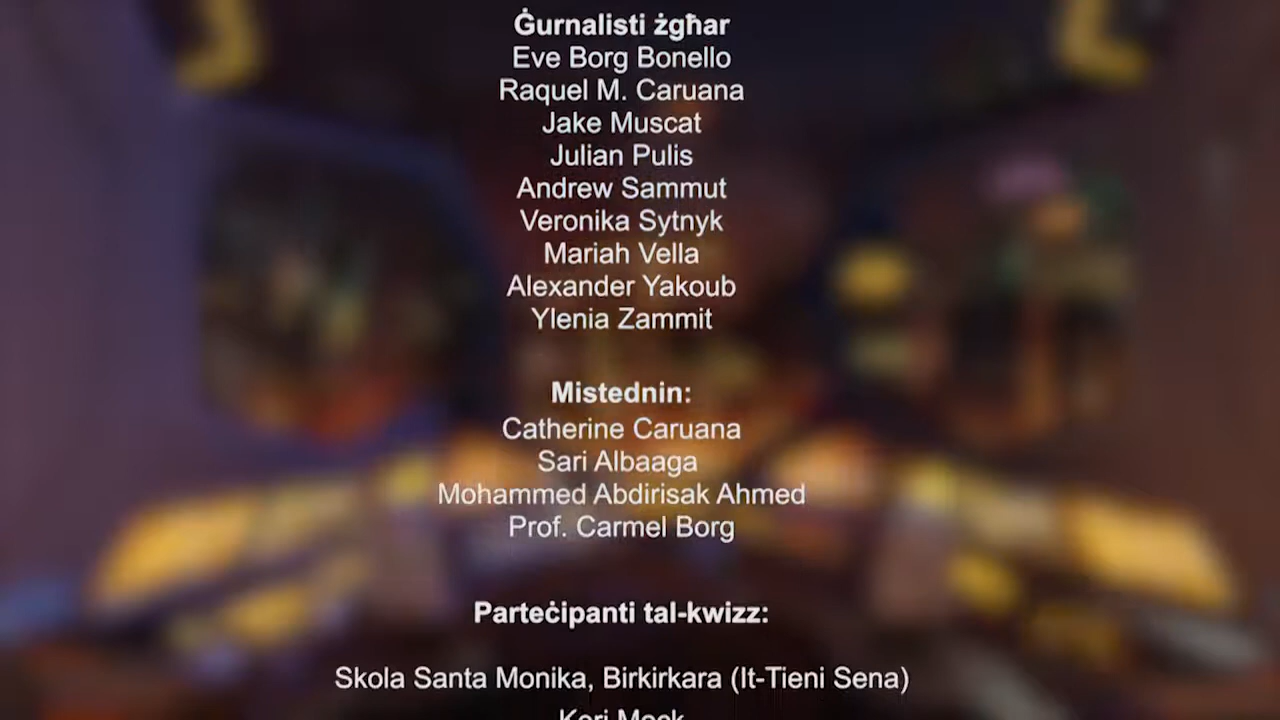 Ġurnalisti żgħar
Eve Borg Bonello
Raquel M. Caruana
Jake Muscat
Julian Pulis
Andrew Sammut
Veronika Sytnyk
Mariah Vella
Alexander Yakoub
Ylenia Zammit
Mistednin:
Catherine Caruana
Sari Albaaga
Mohammed Abdirisak Ahmed
Prof. Carmel Borg
Parteċipanti tal-kwizz:
Skola Santa Monika, Birkirkara (It-Tieni Sena)